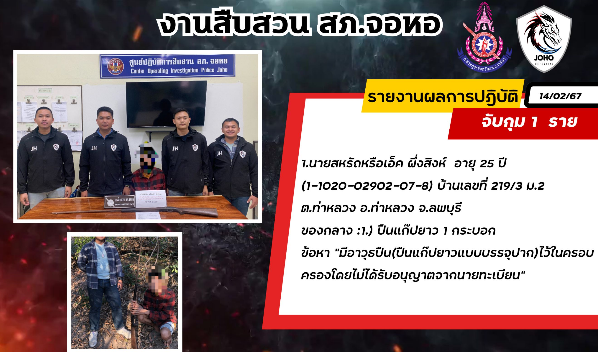 งานสืบสวน สภ.จอหอ
JOHO
ศูนย์ปฏิบัติการสืบสวน สภ. จอหอ
Center Operating Investigation Police Joho
รายงานผลการปฏิบัติ
14/02/67
จับกุม 1 ราย
1.นายสหรัดหรือเอ็ค ผึ่งสิงห์ อายุ 25 ปี
(1-1020-02902-07-8) บ้านเลขที่ 219/3 ม.2
ต.ท่าหลวง อ.ท่าหลวง จ.ลพบุรี
ของกลาง :1.) ปืนแก๊ปยาว 1 กระบอก
ข้อหา "มีอาวุธปืน(ปืนแก๊ปยาวแบบบรรจุปาก)ไว้ในครอบ
ครองโดยไม่ได้รับอนุญาตจากนายทะเบียน"